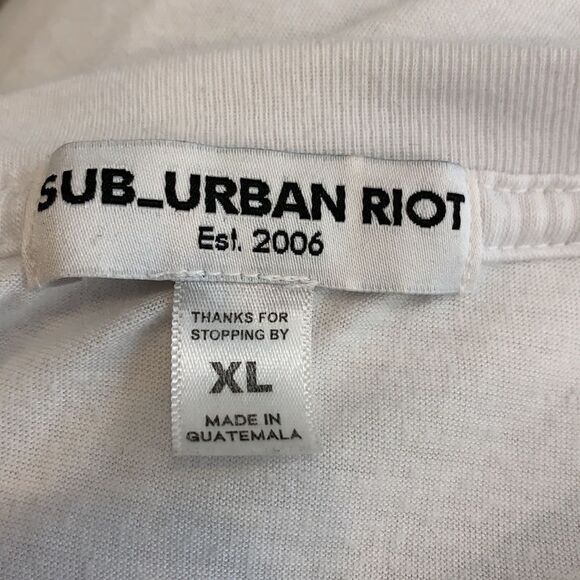 SUB_URBAN RIOT
Est. 2006
THANKS FOR
STOPPING BY
XL
MADE IN
GUATEMALA